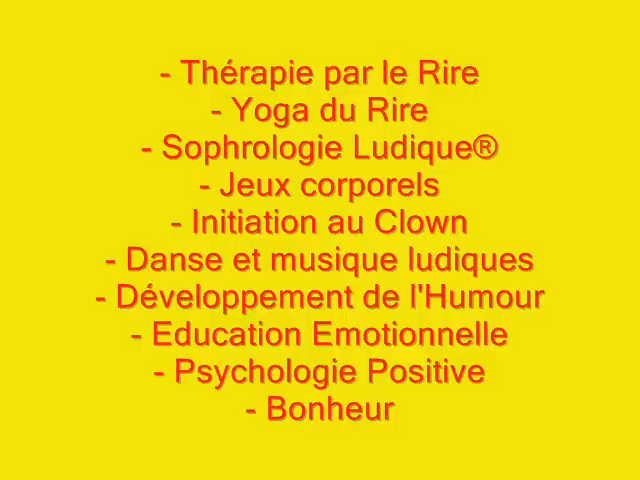 - Thérapie par le Rire
- Yoga du Rire
- Sophrologie Ludique®
- Jeux corporels
- Initiation au Clown
- Danse et musique ludiques
- Développement de l'Humour
- Education Emotionnelle
- Psychologie Positive
- Bonheur